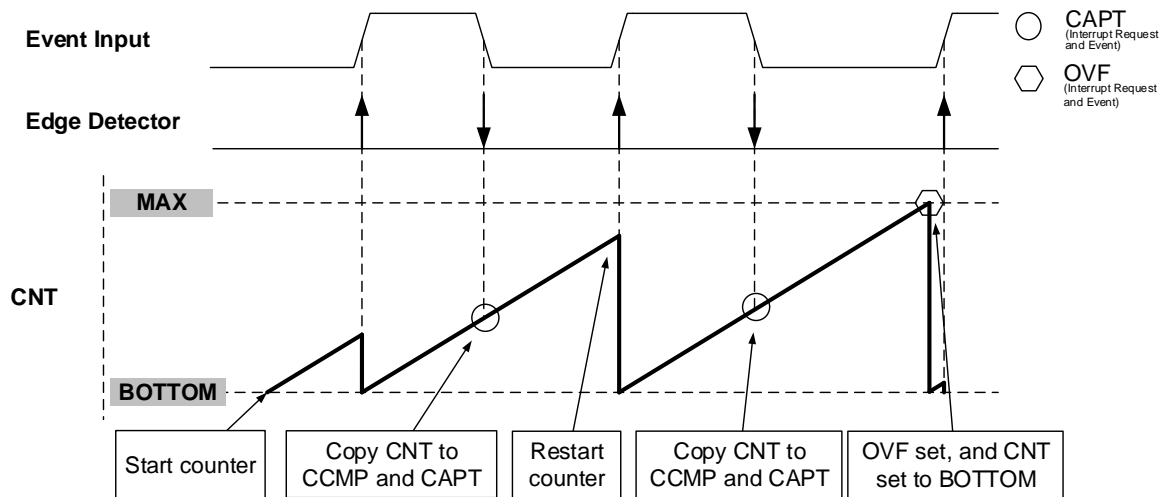 Event Input
CAPT
(Interrupt Request
and Event)
OVF
(Interrupt Request
and Event)
Edge Detector
MAX
CNT
BOTTOM
Start counter
Copy CNT to
CCMP and CAPT
Restart
counter
Copy CNT to
CCMP and CAPT
OVF set, and CNT
set to BOTTOM